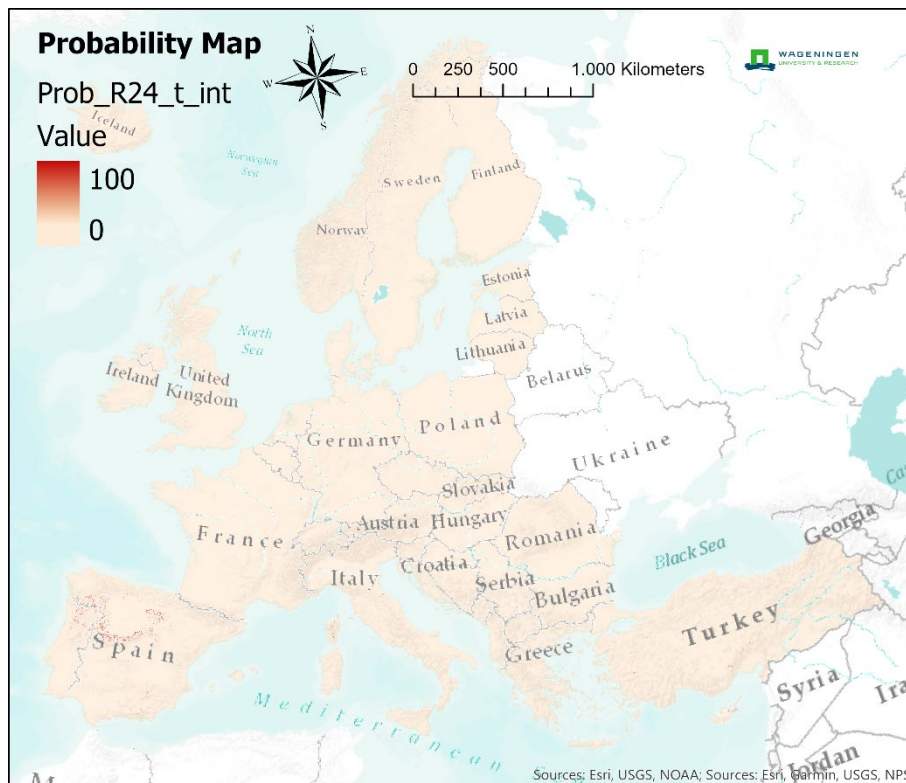 Probability Map
Prob_R24_t_int
Value
100
0
N
W
E
S
0 250 500 1.000 Kilometers
WAGENINGEN
UNIVERSITY & RESEARCH
Iceland
Norwegian
Sea
Sweden
Finland
Norway
Estonia
Latvia
Lithuania
North
Sea
Ireland
United
Kingdom
Belarus
Germany
Poland
Ukraine
Slovakia
France
Austria
Hungary
Romania
Croatia
Italy
Serbia
Bulgaria
Black Sea
Georgia
Spain
Greece
Turkey
Syria
Mediterranean
Jordan
Sources: Esri, USGS, NOAA; Sources: Esri, Garmin, USGS, NPS